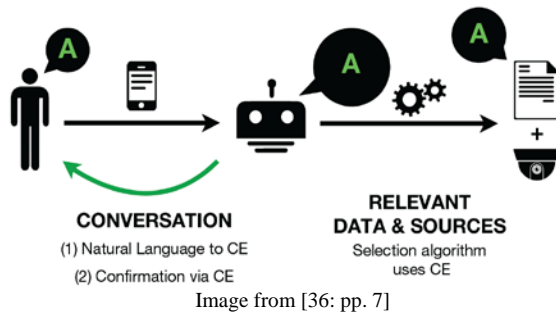 A
A
A
CONVERSATION
(1) Natural Language to CE
(2) Confirmation via CE
+
RELEVANT
DATA & SOURCES
Selection algorithm
uses CE
Image from [36: pp. 7]